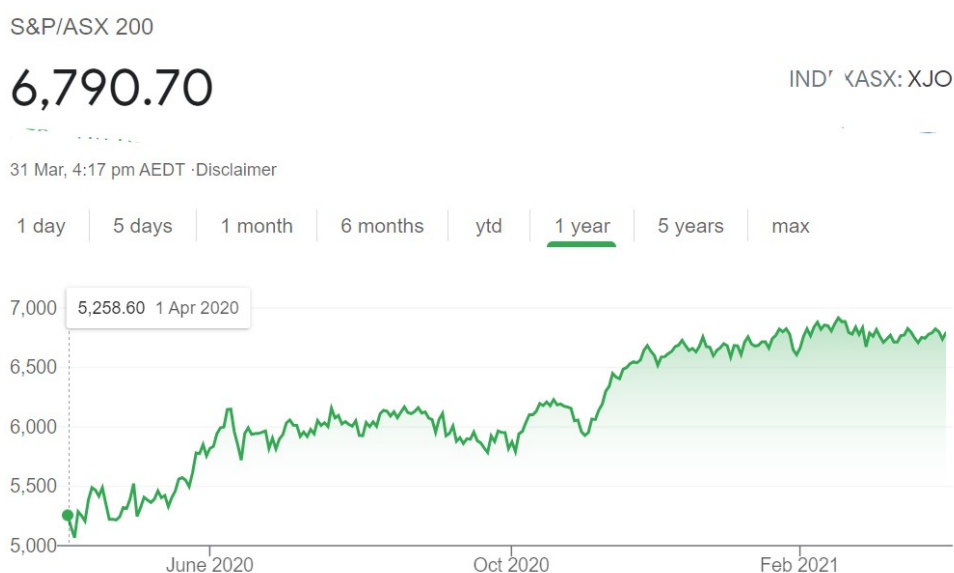 S&P/ASX 200
6,790.70
XJO
31 Mar, 4:17 pm AEDT ·Disclaimer
1 day 5 days 1 month 6 months ytd 1 year 5 years max
7,000
5,258.60 1 Apr 2020
6,500
6,000
5,500
5,000
June 2020 Oct 2020 Feb 2021